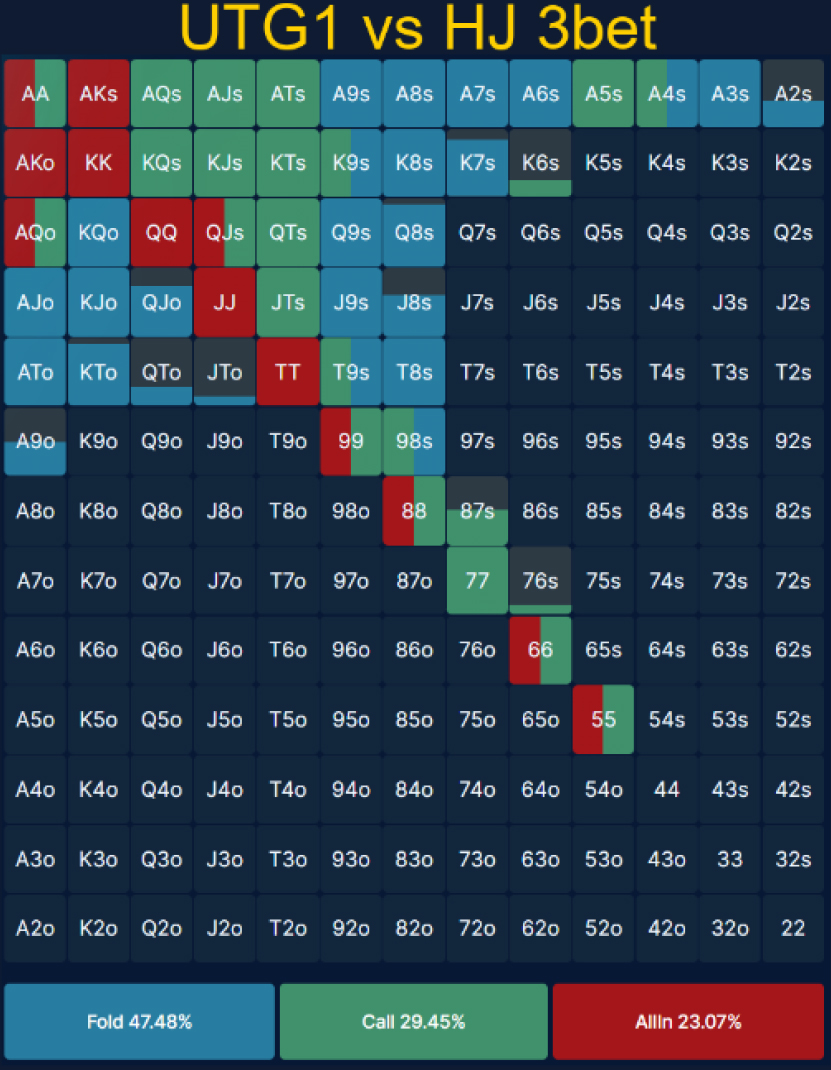 UTG1 vs HJ 3bet
AA AKs AQs AJs ATs A9s A8s A7s A6s A5s A4s A3s A2s
AKo KK KQs KJs KTs K9s K8s K7s K6s K5s K4s K3s K2s
AQo KQo QQ QJs QTs Q9s Q8s Q7s Q6s Q5s Q4s Q3s Q2s
AJo KJo QJo JJ JTs J9s J8s J7s J6s J5s J4s J3s J2s
ATo KTo QTo JTo TT T9s T8s T7s T6s T5s T4s T3s T2s
A9o K9o Q9o J9o T9o 99 98s 97s 96s 95s 94s 93s 92s
A8o K8o Q8o J8o T8o 98o 88 87s 86s 85s 84s 83s 82s
A7o K7o Q7o J7o T7o 97o 87o 77 76s 75s 74s 73s 72s
A6o K6o Q6o J6o T6o 96o 86o 76o 66 65s 64s 63s 62s
A5o K5o Q5o J5o T5o 95o 85o 75o 65o 55 54s 53s 52s
A4o K4o Q4o J4o T4o 94o 84o 74o 64o 54o 44 43s 42s
A3o K3o Q3o J3o T3o 93o 83o 73o 63o 53o 43o 33 32s
A2o K2o Q2o J2o T2o 92o 82o 72o 62o 52o 42o 32o 22
Fold 47.48% Call 29.45% AllIn 23.07%